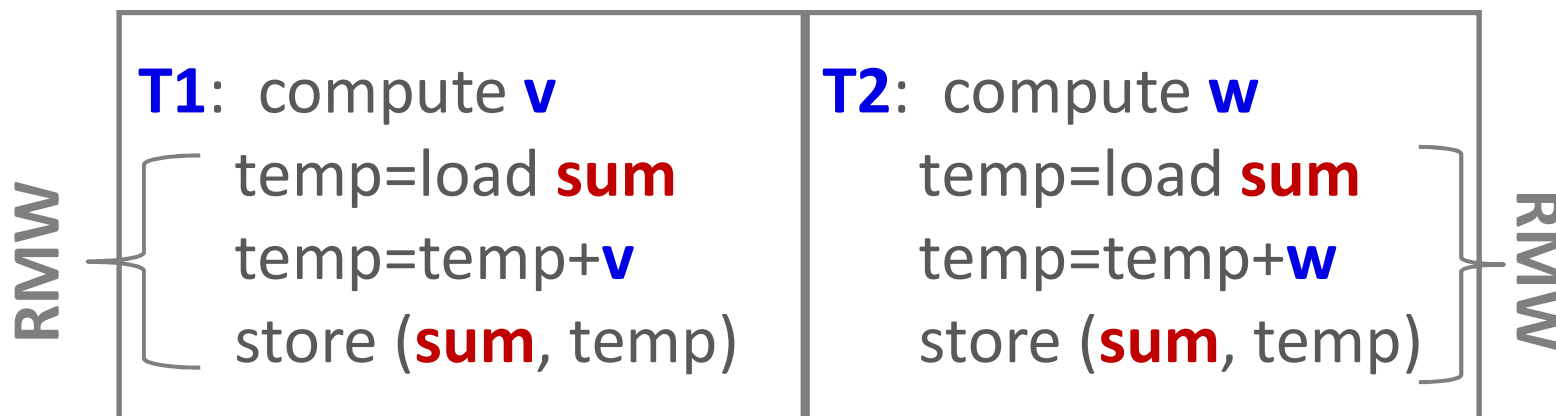 RMW
T1: compute v
temp=load sum
temp=temp+v
store (sum, temp)
T2: compute w
temp=load sum
temp=temp+w
store (sum, temp)
RMW